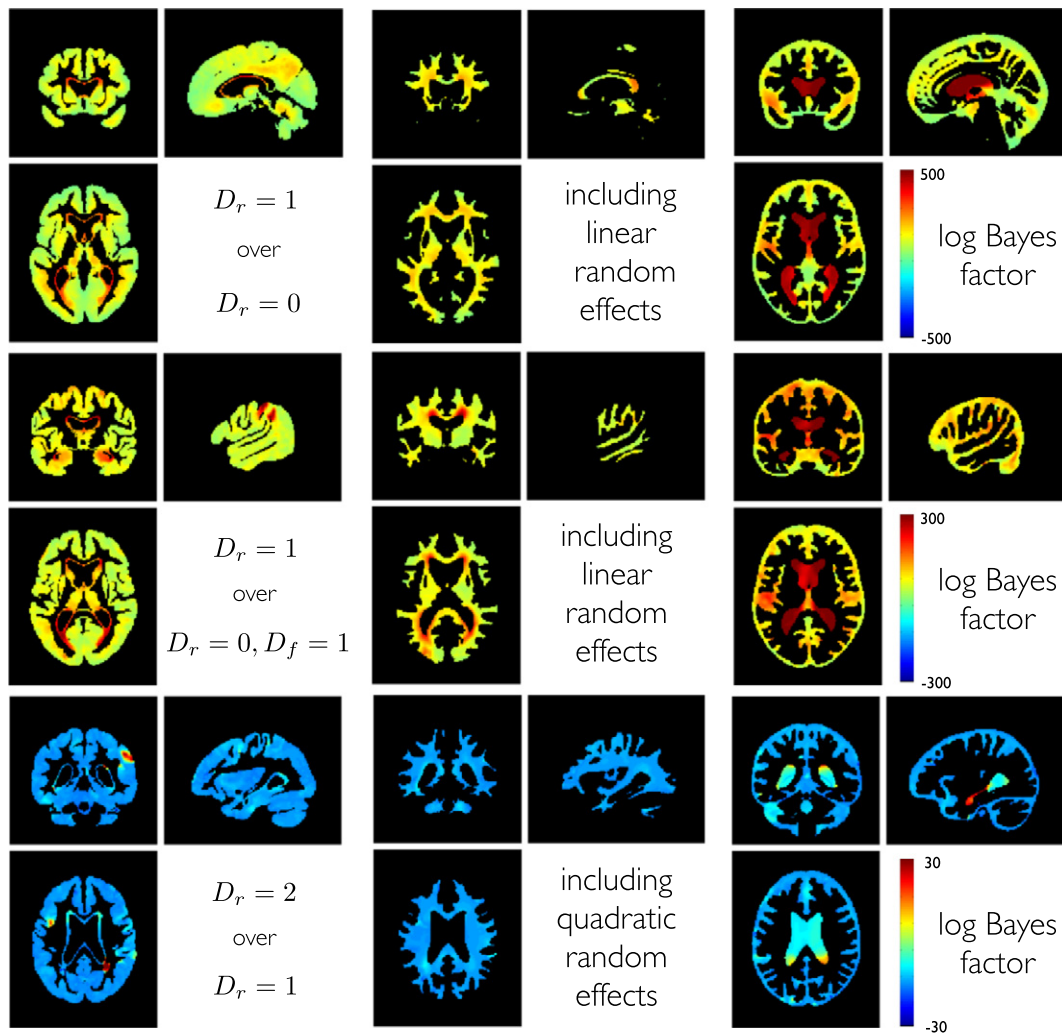 $D_r = 1$
over
$D_r = 0$
including
linear
random
effects
500
log Bayes
factor
-500
$D_r = 1$
over
$D_r = 0, D_f = 1$
including
linear
random
effects
300
log Bayes
factor
-300
$D_r = 2$
over
$D_r = 1$
including
quadratic
random
effects
30
log Bayes
factor
-30